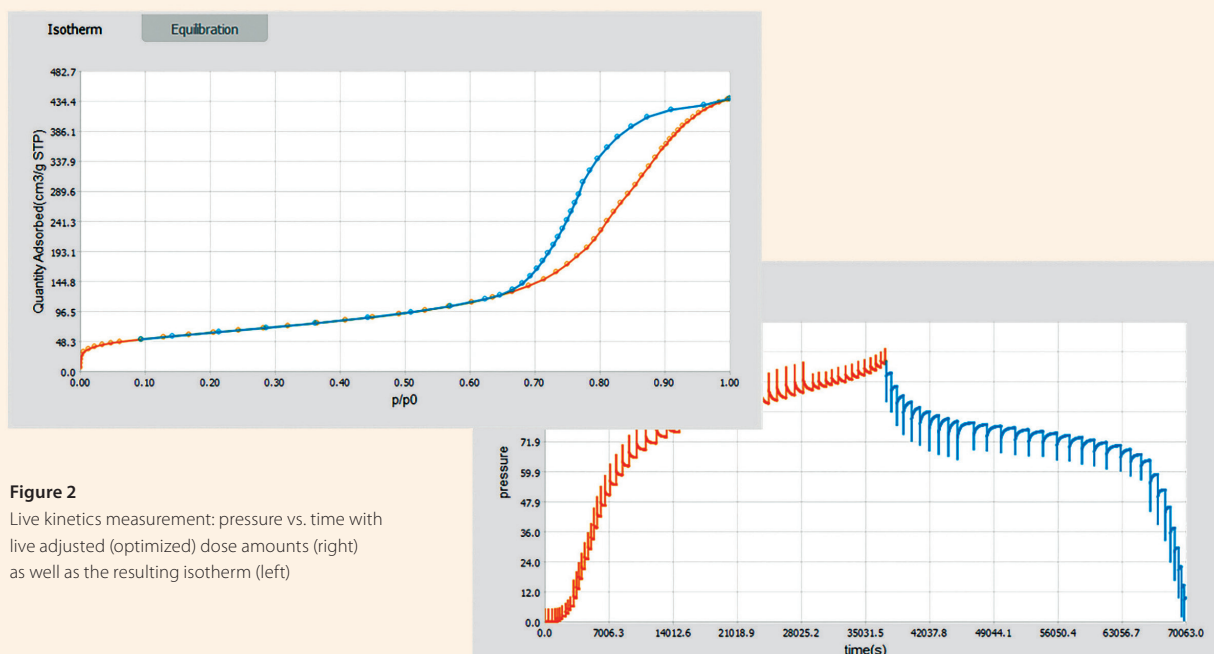 Isotherm
Equilibration
Quantity Adsorbed(cm3/g STP)
482.7
434.4
386.1
337.9
289.6
241.3
193.1
144.8
96.5
48.3
0.0
0.00 0.10 0.20 0.30 0.40 0.50 0.60 0.70 0.80 0.90 1.00
p/p0
pressure
71.9
59.9
47.9
36.0
24.0
12.0
0.0
0.0 7006.3 14012.6 21018.9 28025.2 35031.5 42037.8 49044.1 56050.4 63056.7 70063.0
time(s)
Figure 2
Live kinetics measurement: pressure vs. time with
live adjusted (optimized) dose amounts (right)
as well as the resulting isotherm (left)